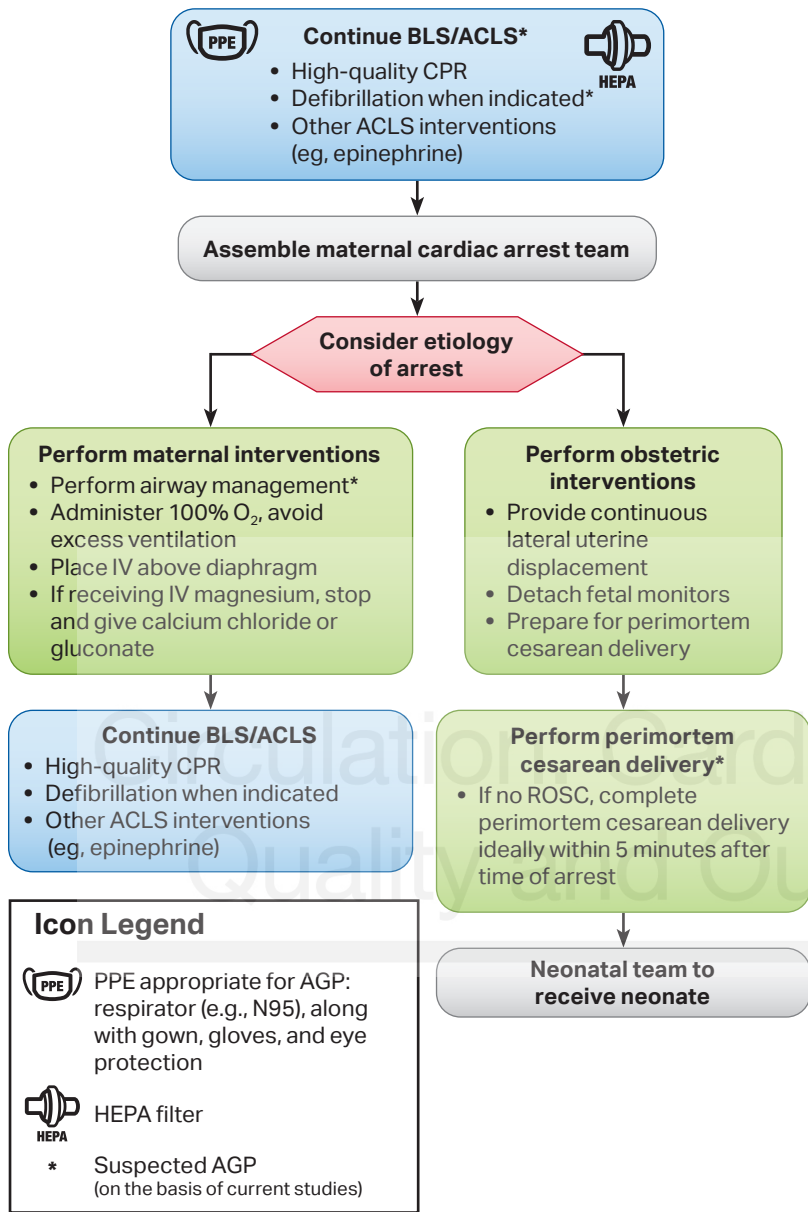 PPE
Continue BLS/ACLS*
HEPA
• High-quality CPR
• Defibrillation when indicated*
• Other ACLS interventions
(eg, epinephrine)
Assemble maternal cardiac arrest team
Consider etiology
of arrest
Perform maternal interventions
• Perform airway management*
• Administer 100% O₂, avoid
excess ventilation
• Place IV above diaphragm
• If receiving IV magnesium, stop
and give calcium chloride or
gluconate
Perform obstetric
interventions
• Provide continuous
lateral uterine
displacement
• Detach fetal monitors
• Prepare for perimortem
cesarean delivery
Continue BLS/ACLS
• High-quality CPR
• Defibrillation when indicated
• Other ACLS interventions
(eg, epinephrine)
Perform perimortem
cesarean delivery*
• If no ROSC, complete
perimortem cesarean delivery
ideally within 5 minutes after
time of arrest
Neonatal team to
receive neonate
Icon Legend
PPE
PPE appropriate for AGP:
respirator (e.g., N95), along
with gown, gloves, and eye
protection
HEPA
HEPA filter
* Suspected AGP
(on the basis of current studies)
Circulation: Card
Quality and Ou